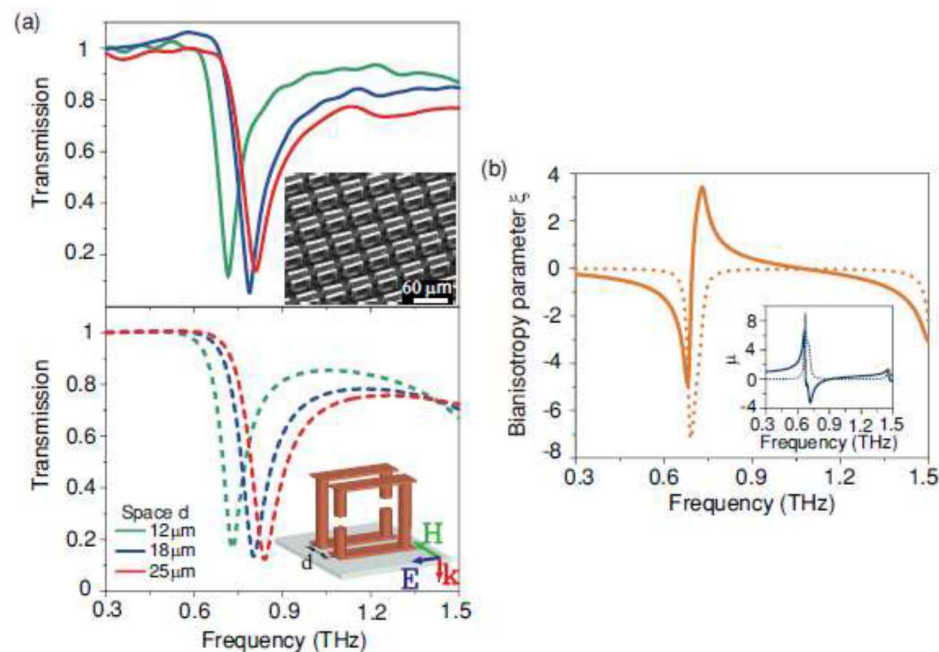 (a)
1
0.8
0.6
0.4
0.2
Transmission
60 μm
1
0.8
0.6
0.4
0.2
0
Transmission
Space d
12μm
18μm
25μm
d
H
E
k
0.3 0.6 0.9 1.2 1.5
Frequency (THz)
(b)
4
2
0
-2
-4
-6
-8
Bianisotropy parameter ξ
8
4
0
-4
μ
0.3 0.6 0.9 1.2 1.5
Frequency (THz)
0.3 0.6 0.9 1.2 1.5
Frequency (THz)